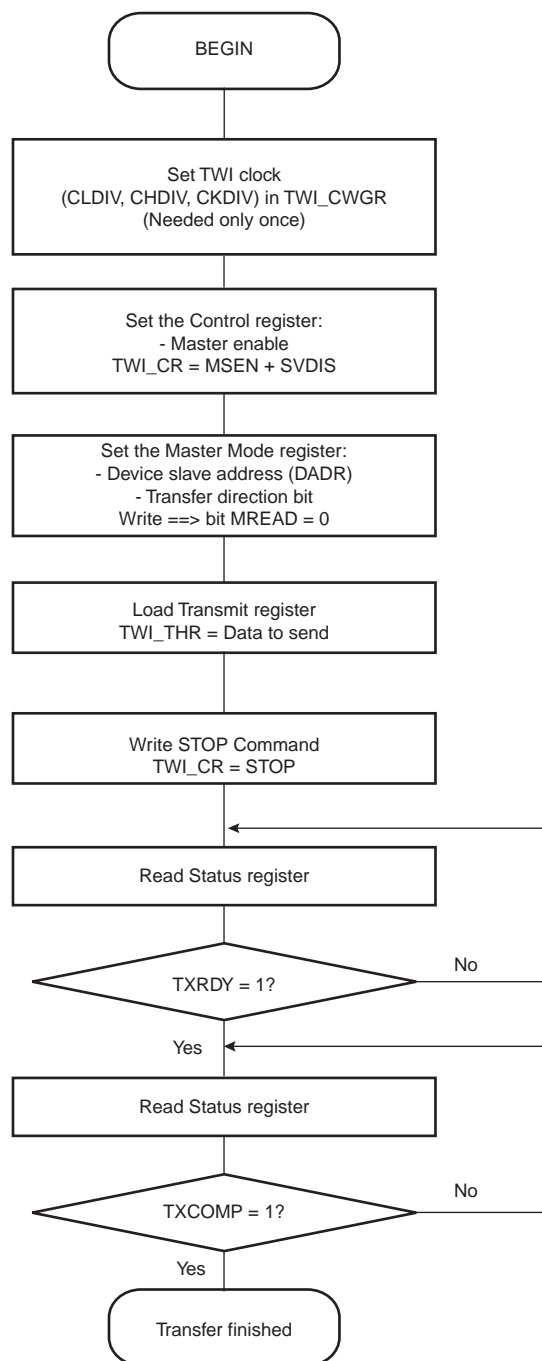 BEGIN
Set TWI clock
(CLDIV, CHDIV, CKDIV) in TWI_CWGR
(Needed only once)
Set the Control register:
- Master enable
TWI_CR = MSEN + SVDIS
Set the Master Mode register:
- Device slave address (DADR)
- Transfer direction bit
Write ==> bit MREAD = 0
Load Transmit register
TWI_THR = Data to send
Write STOP Command
TWI_CR = STOP
Read Status register
TXRDY = 1?
No
Yes
Read Status register
TXCOMP = 1?
No
Yes
Transfer finished